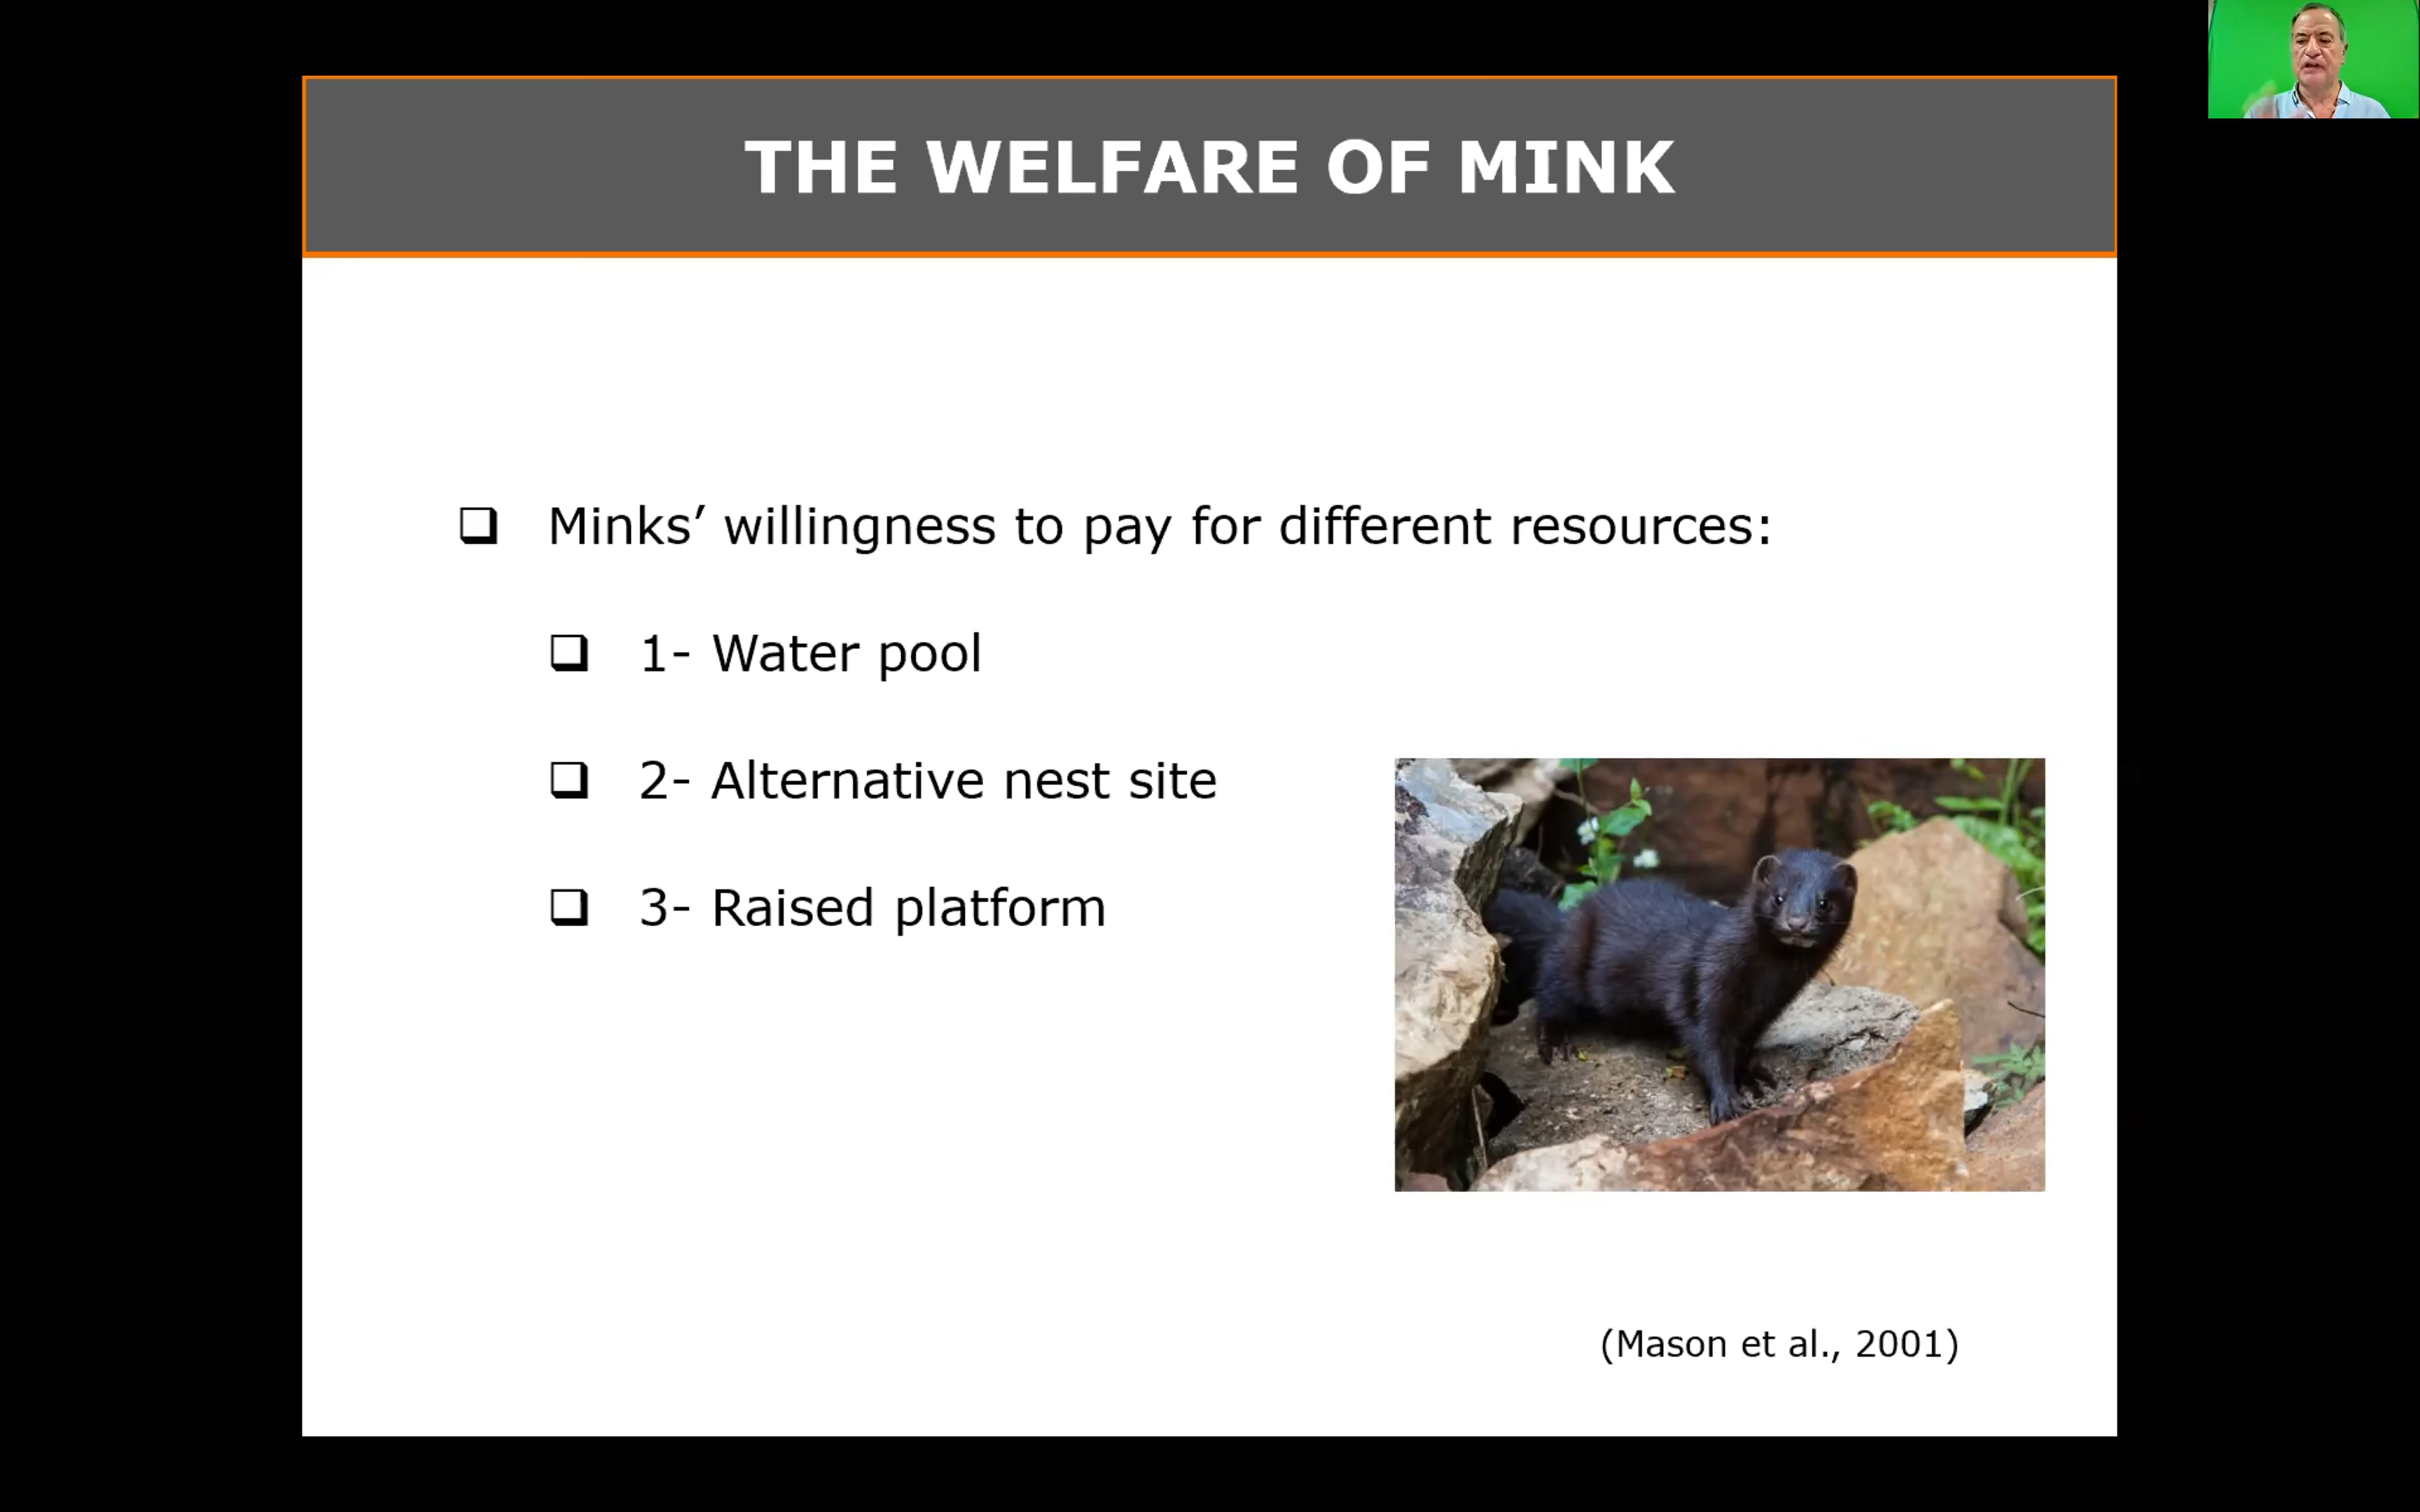 THE WELFARE OF MINK
❑ Minks’ willingness to pay for different resources:
❑ 1- Water pool
❑ 2- Alternative nest site
❑ 3- Raised platform
(Mason et al., 2001)